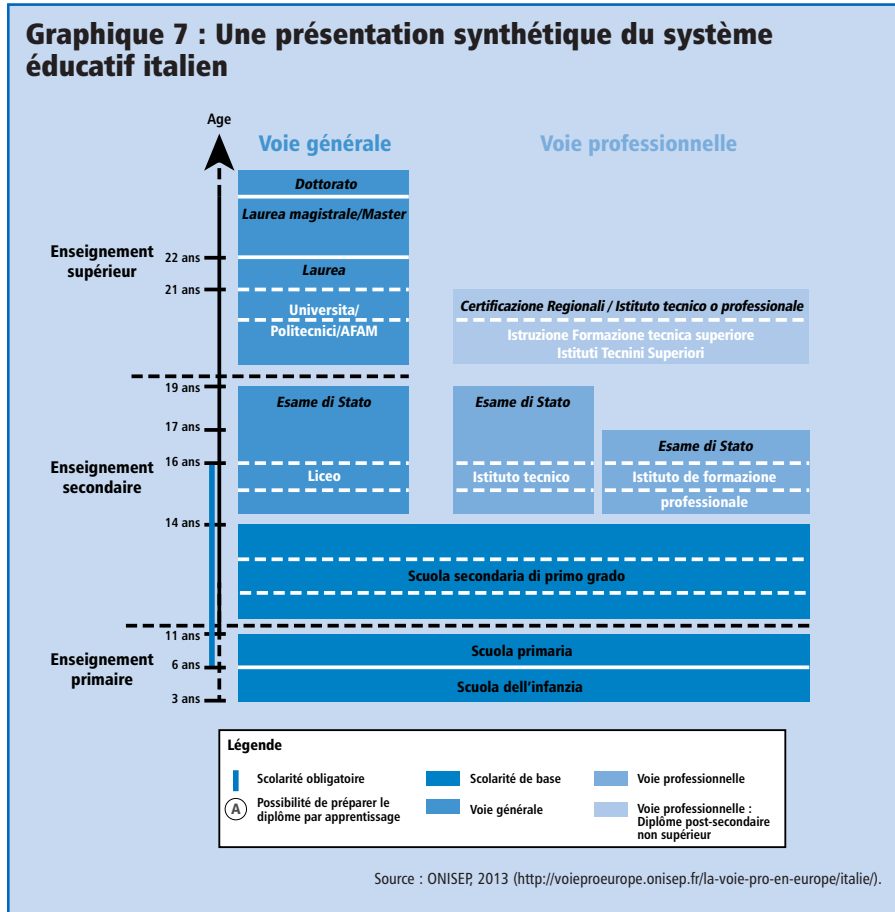 Graphique 7 : Une présentation synthétique du système
éducatif italien
Age
Voie générale
Voie professionnelle
Dottorato
Laurea magistrale/Master
Enseignement
supérieur
22 ans
Laurea
21 ans
Universita/
Politecnici/AFAM
Certificazione Regionali / Istituto tecnico o professionale
Istruzione Formazione tecnica superiore
Istituti Tecnini Superiori
19 ans
Esame di Stato
Esame di Stato
17 ans
Esame di Stato
Enseignement
secondaire
16 ans
Liceo
Istituto tecnico
Istituto de formazione
professionale
14 ans
Scuola secondaria di primo grado
11 ans
Scuola primaria
Enseignement
primaire
6 ans
Scuola dell'infanzia
3 ans
Légende
Scolarité obligatoire
A
Possibilité de préparer le
diplôme par apprentissage
Scolarité de base
Voie générale
Voie professionnelle
Voie professionnelle :
Diplôme post-secondaire
non supérieur
Source : ONISEP, 2013 (http://voieproeurope.onisep.fr/la-voie-pro-en-europe/italie/).